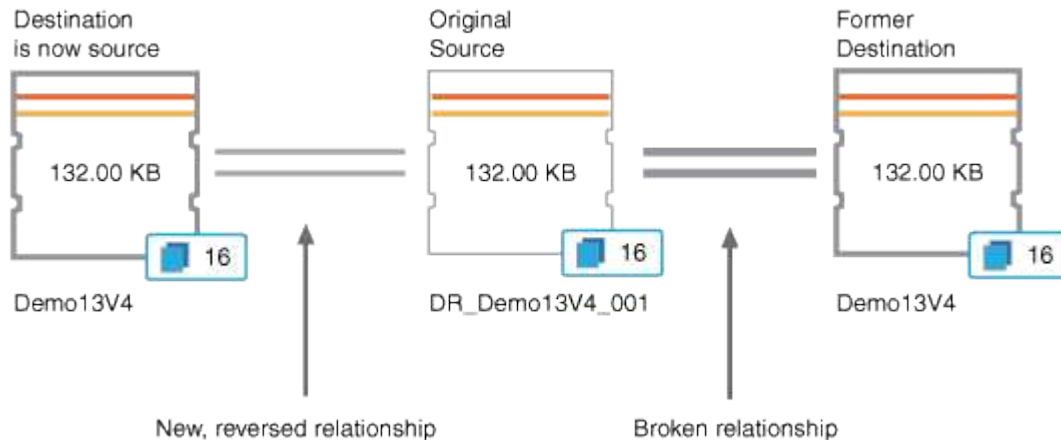 Destination
is now source
Original
Source
Former
Destination
132.00 KB
132.00 KB
132.00 KB
16
16
16
Demo13V4
DR_Demo13V4_001
Demo13V4
New, reversed relationship
Broken relationship